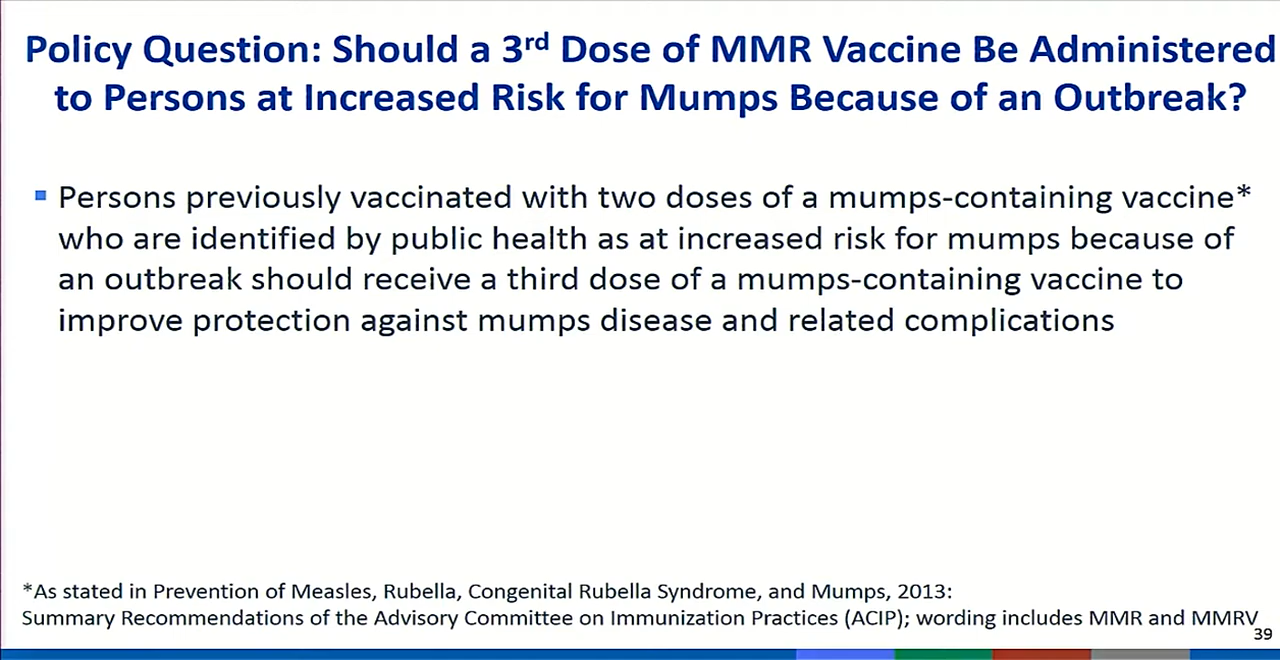 Policy Question: Should a 3rd Dose of MMR Vaccine Be Administered
to Persons at Increased Risk for Mumps Because of an Outbreak?
Persons previously vaccinated with two doses of a mumps-containing vaccine*
who are identified by public health as at increased risk for mumps because of
an outbreak should receive a third dose of a mumps-containing vaccine to
improve protection against mumps disease and related complications
*As stated in Prevention of Measles, Rubella, Congenital Rubella Syndrome, and Mumps, 2013:
Summary Recommendations of the Advisory Committee on Immunization Practices (ACIP); wording includes MMR and MMRV
39